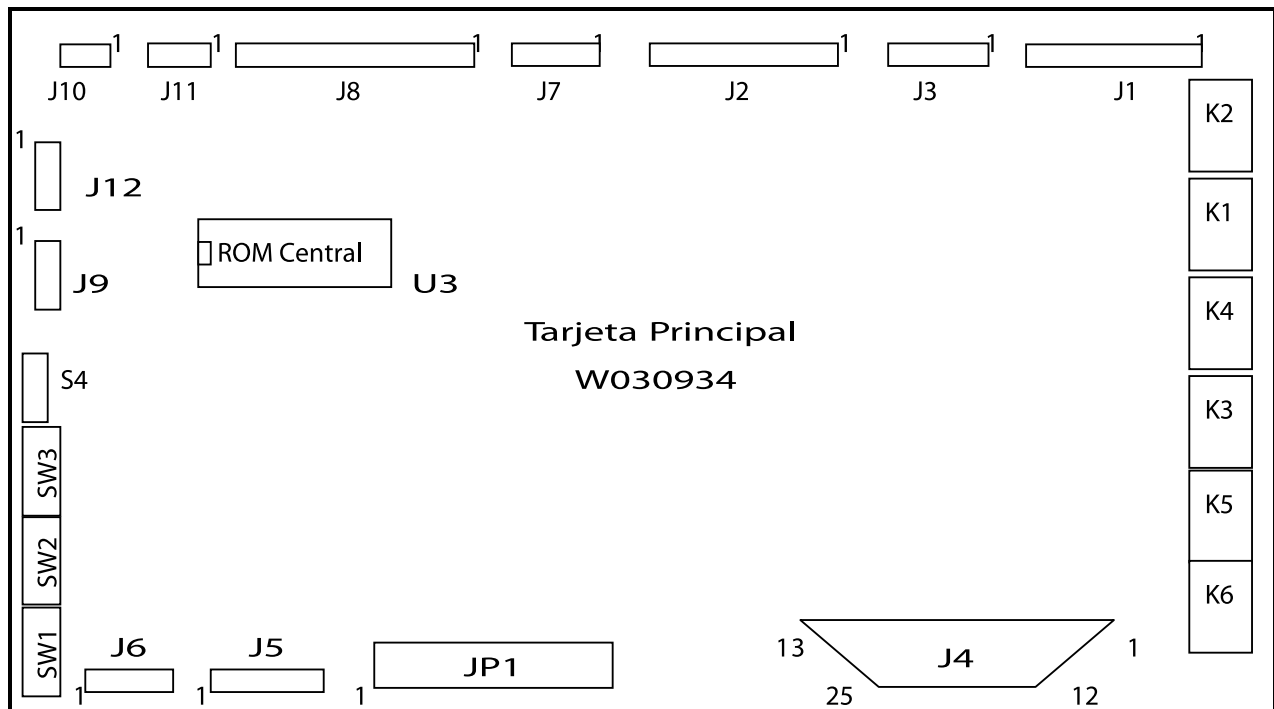 1 1 1 1 1 1 1
J10 J11 J8 J7 J2 J3 J1
K2
1
J12
K1
1
ROM Central
J9 U3
K4
Tarjeta Principal
W030934
S4
K3
SW3
K5
SW2
K6
SW1
J6 J5
JP1
13 J4 1
1 1 1 25 12